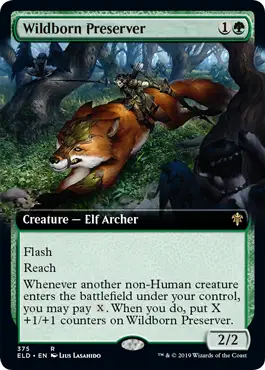 Wildborn Preserver 1
Creature — Elf Archer
Flash
Reach
Whenever another non-Human creature
enters the battlefield under your control,
you may pay X. When you do, put X
+1/+1 counters on Wildborn Preserver.
2/2
375 R
ELD • EN LIUS LASAHIDO
™ & © 2019 Wizards of the Coast